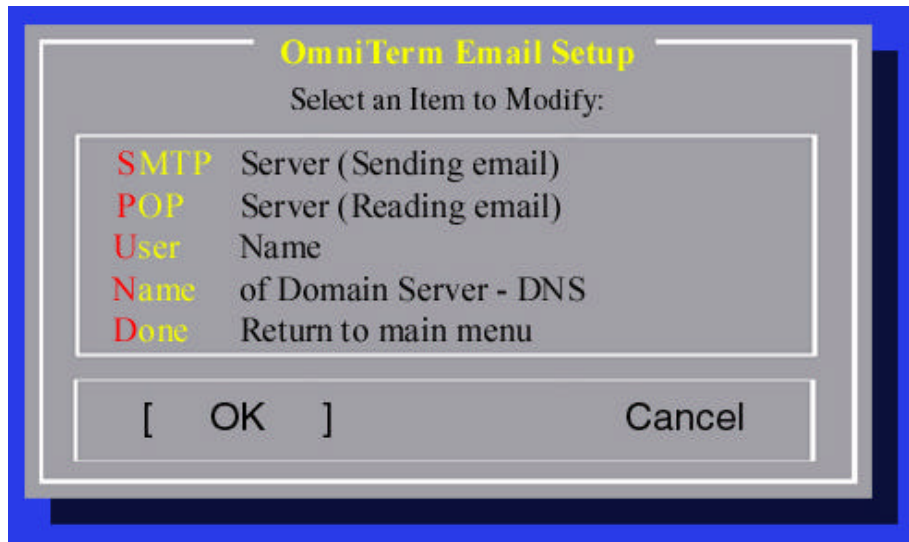 OmniTerm Email Setup
Select an Item to Modify:
SMTP Server (Sending email)
POP Server (Reading email)
User Name
Name of Domain Server - DNS
Done Return to main menu
[ OK ] Cancel